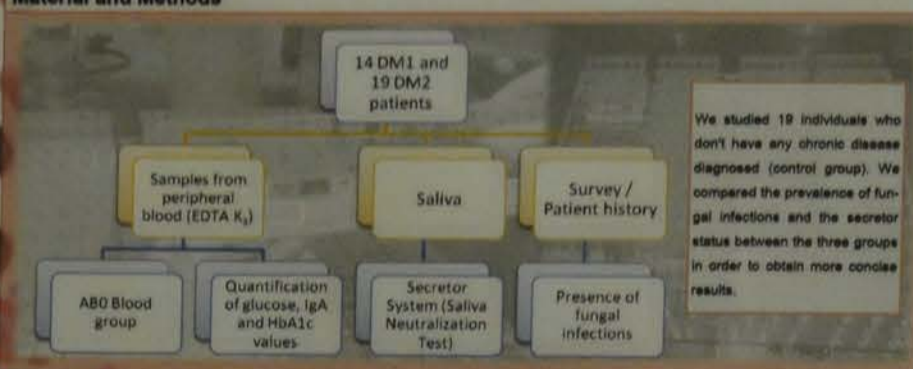 Material and Methods
14 DM1 and
19 DM2
patients
Samples from
peripheral
blood (EDTA K3)
Saliva
Survey /
Patient history
AB0 Blood
group
Quantification
of glucose, IgA
and HbA1c
values
Secretor
System (Saliva
Neutralization
Test)
Presence of
fungal
infections
We studied 19 individuals who
don't have any chronic disease
diagnosed (control group). We
compared the prevalence of fun-
gal infections and the secretor
status between the three groups
in order to obtain more concise
results.